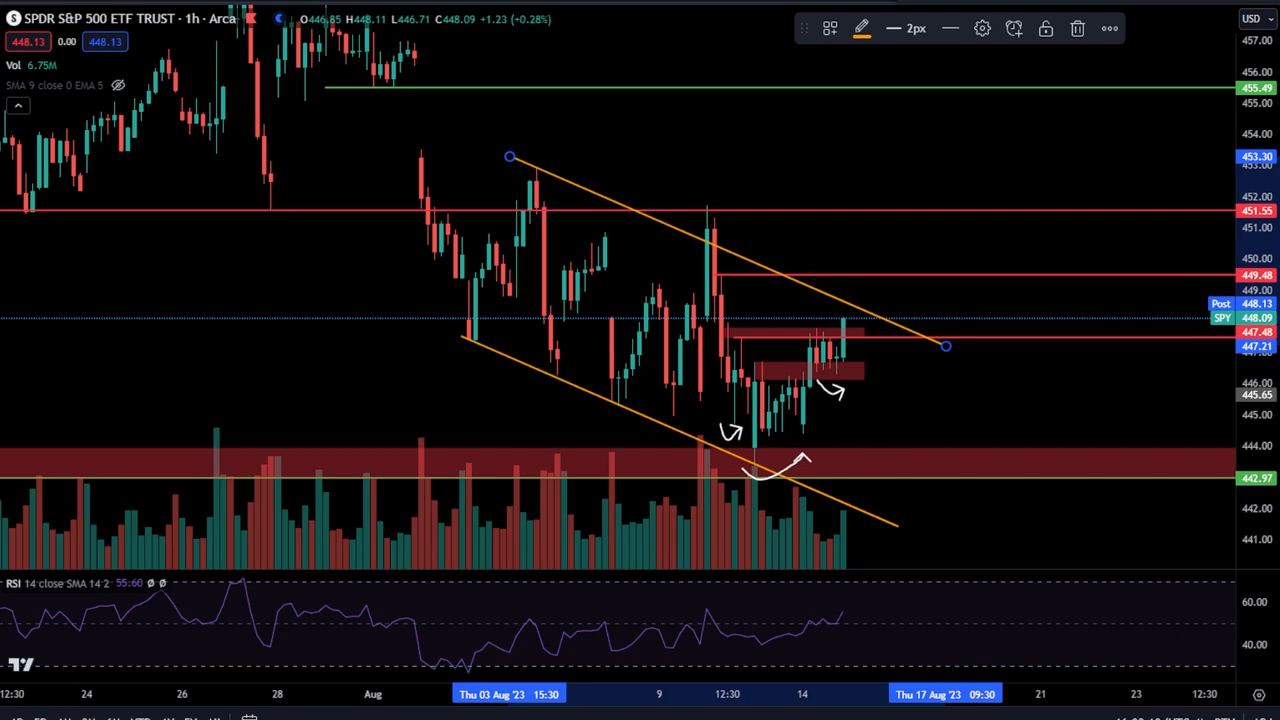 S SPDR S&P 500 ETF TRUST · 1h · Arca O446.85 H448.11 L446.71 C448.09 +1.23 (+0.28%)
448.13 0.00 448.13
Vol 6.75M
SMA 9 close 0 EMA 5
2px
USD
457.00
456.00
455.49
455.00
454.00
453.30
453.00
452.00
451.55
451.00
450.00
449.48
449.00
Post 448.13
SPY 448.09
447.48
447.21
446.00
445.65
445.00
444.00
442.97
442.00
441.00
RSI 14 close SMA 14 2 55.60 Ø Ø
60.00
40.00
12:30 24 26 28 Aug Thu 03 Aug '23 15:30 9 12:30 14 Thu 17 Aug '23 09:30 21 23 12:30